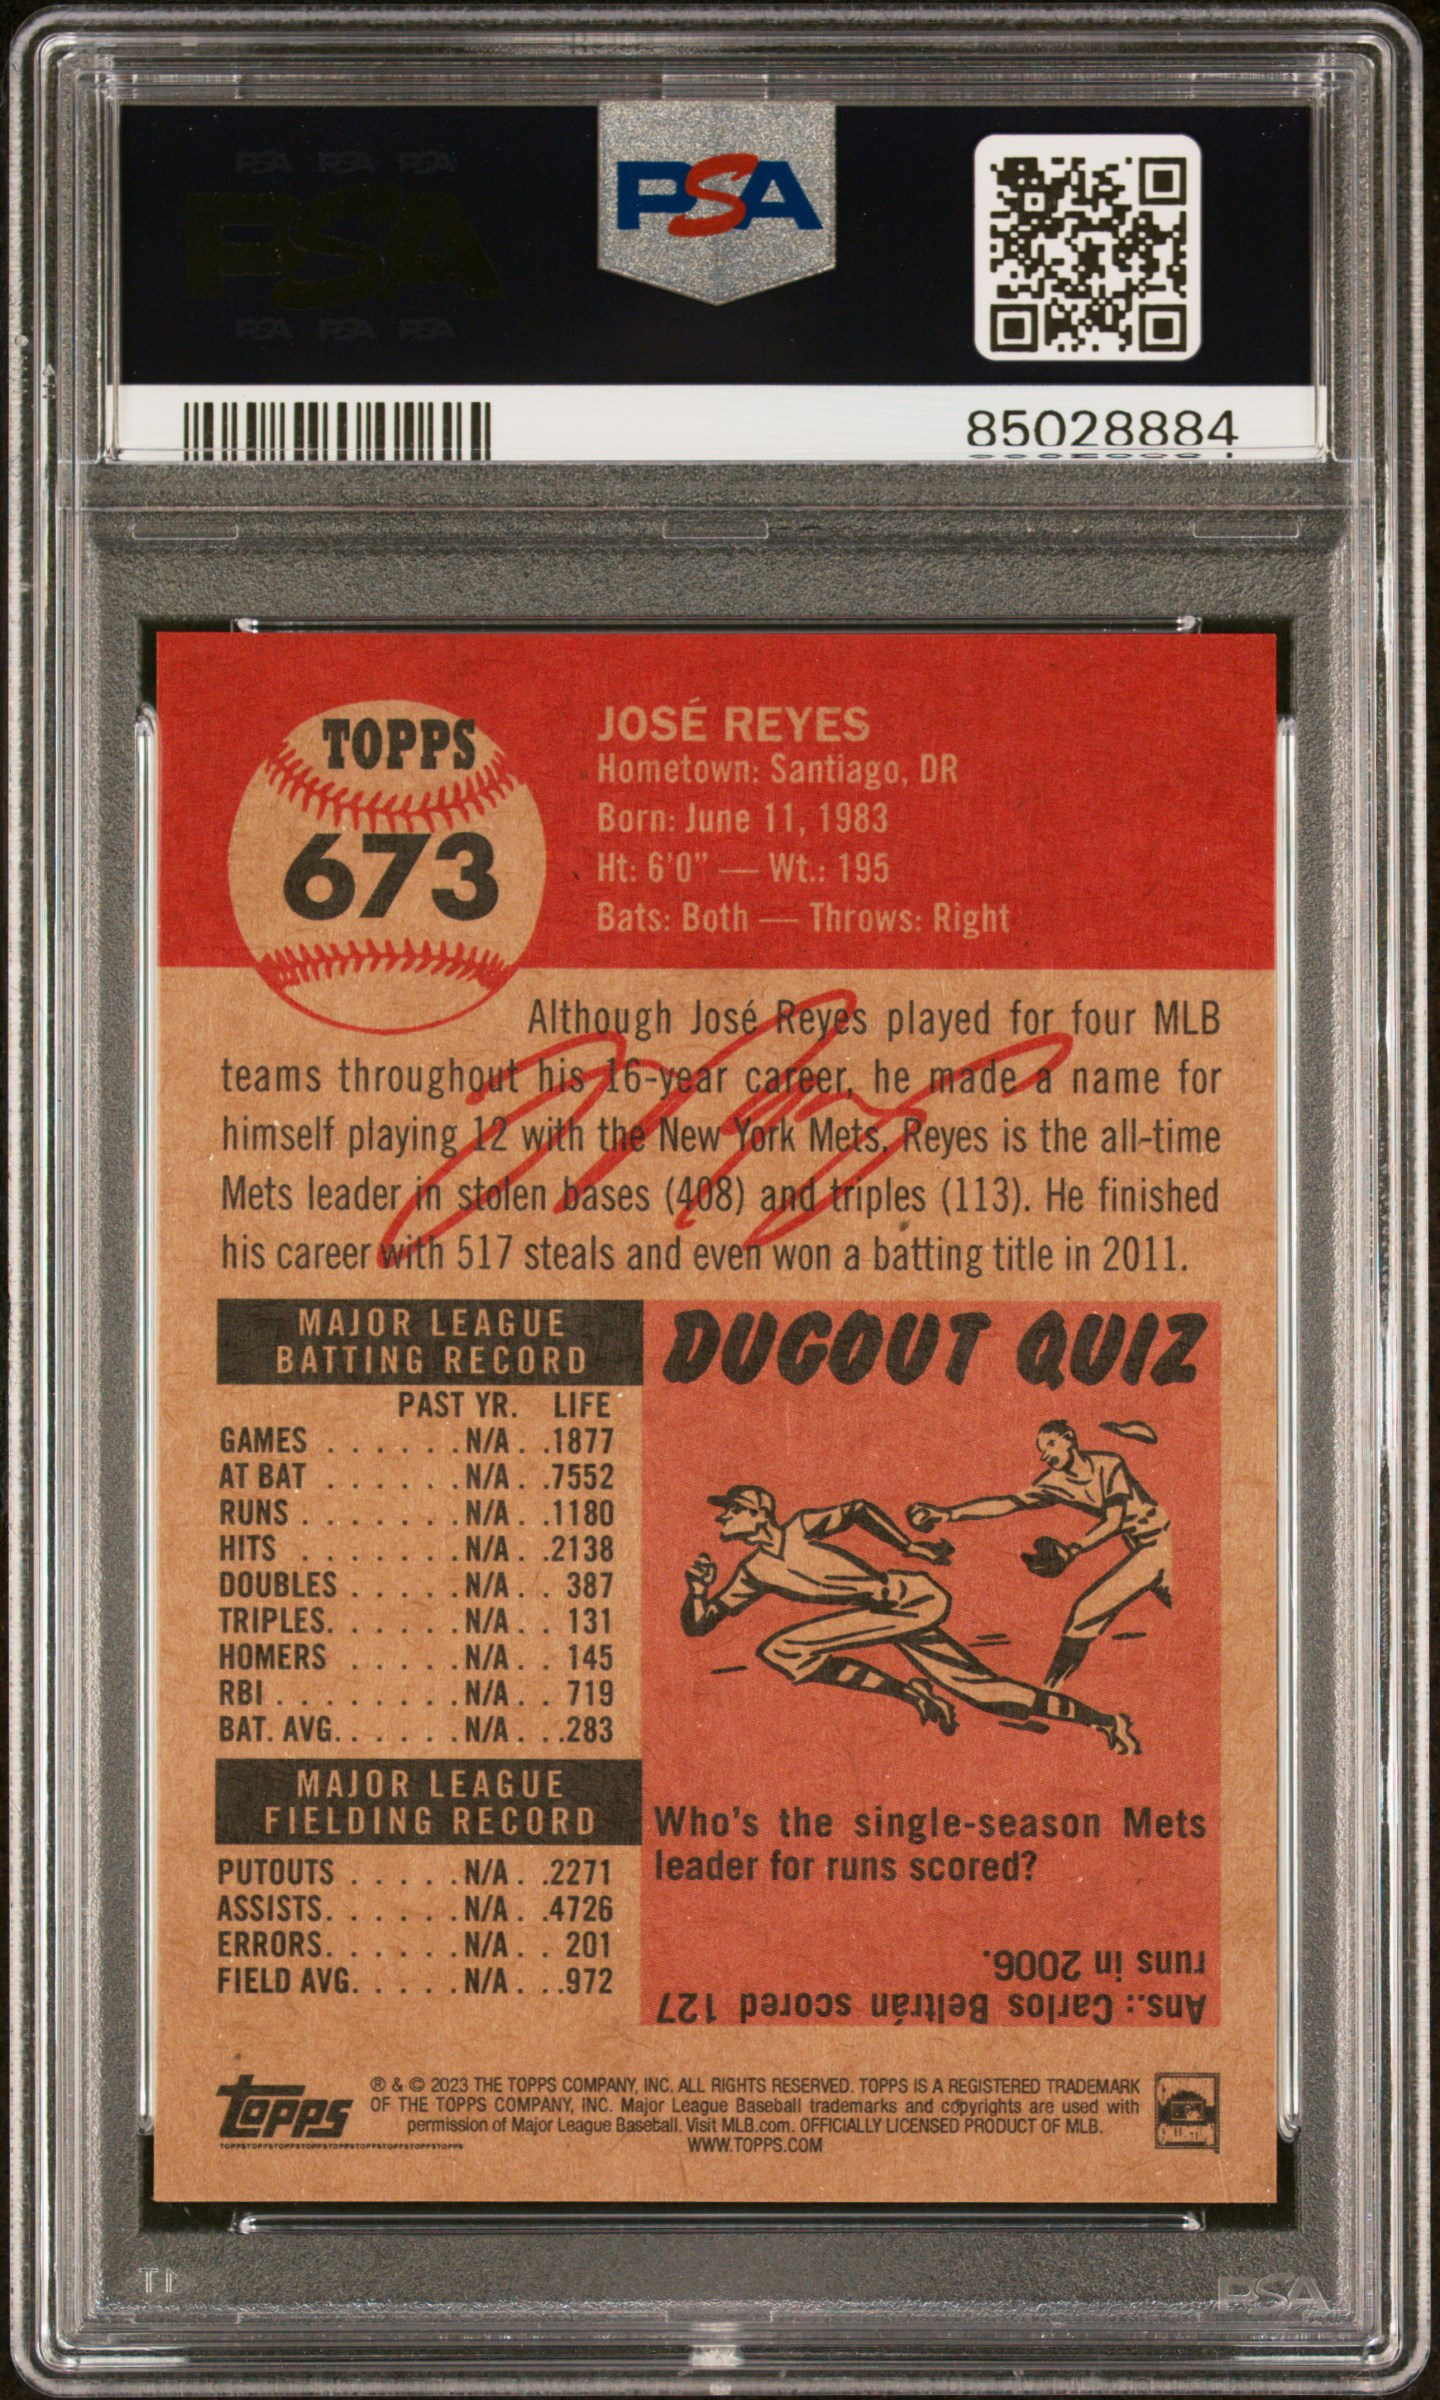 PSA PSA PSA
PSA
PSA PSA PSA
PSA
85028884
TOPPS
673
JOSÉ REYES
Hometown: Santiago, DR
Born: June 11, 1983
Ht: 6'0" — Wt.: 195
Bats: Both — Throws: Right
Although José Reyes played for four MLB
teams throughout his 16-year career, he made a name for
himself playing 12 with the New York Mets. Reyes is the all-time
Mets leader in stolen bases (408) and triples (113). He finished
his career with 517 steals and even won a batting title in 2011.
MAJOR LEAGUE
BATTING RECORD
PAST YR. LIFE
GAMES . . . . . . N/A . . 1877
AT BAT . . . . . . N/A . . 7552
RUNS . . . . . . . N/A . . 1180
HITS . . . . . . . N/A . . 2138
DOUBLES . . . . . N/A . . 387
TRIPLES. . . . . . N/A . . 131
HOMERS . . . . . N/A . . 145
RBI . . . . . . . . N/A . . 719
BAT. AVG. . . . . . N/A . . .283
MAJOR LEAGUE
FIELDING RECORD
PUTOUTS . . . . . N/A . . 2271
ASSISTS. . . . . . N/A . . 4726
ERRORS. . . . . . N/A . . 201
FIELD AVG. . . . . N/A . . .972
DUGOUT QUIZ
Who's the single-season Mets
leader for runs scored?
Ans.: Carlos Beltrán scored 127
runs in 2006.
Topps
® & © 2023 THE TOPPS COMPANY, INC. ALL RIGHTS RESERVED. TOPPS IS A REGISTERED TRADEMARK
OF THE TOPPS COMPANY, INC. Major League Baseball trademarks and copyrights are used with
permission of Major League Baseball. Visit MLB.com. OFFICIALLY LICENSED PRODUCT OF MLB.
WWW.TOPPS.COM
PSA